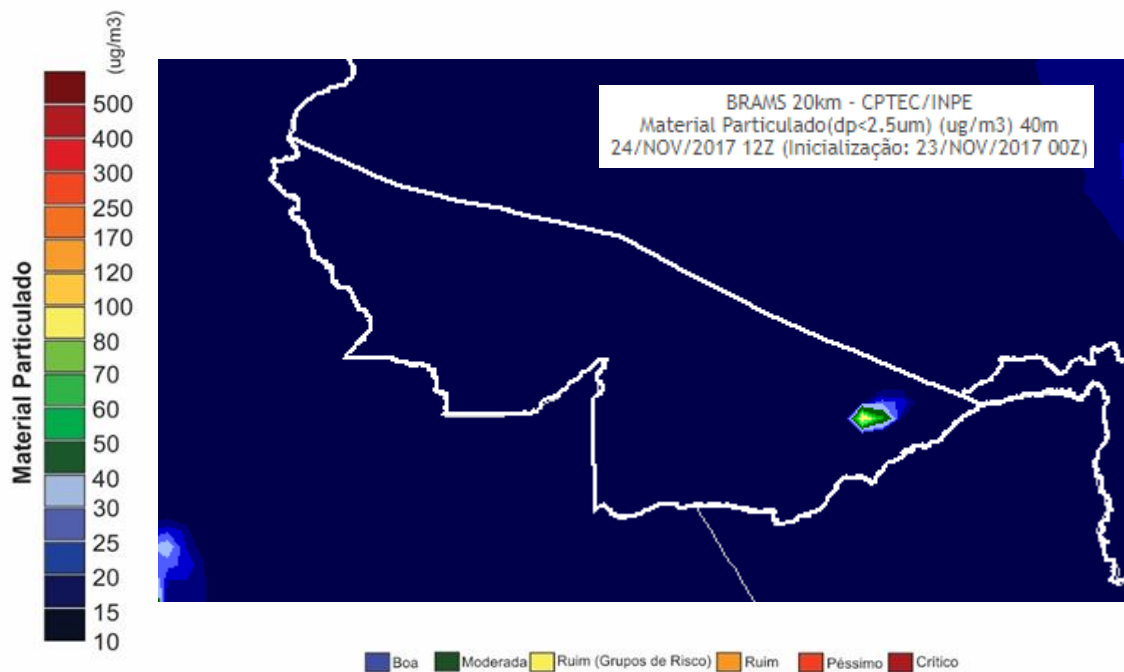 (ug/m3)
BRAMS 20km - CPTEC/INPE
Material Particulado(dp<2.5um) (ug/m3) 40m
24/NOV/2017 12Z (Inicialização: 23/NOV/2017 00Z)
Material Particulado
500
400
300
250
170
120
100
80
70
60
50
40
30
25
20
15
10
Boa
Moderada
Ruim (Grupos de Risco)
Ruim
Péssimo
Crítico